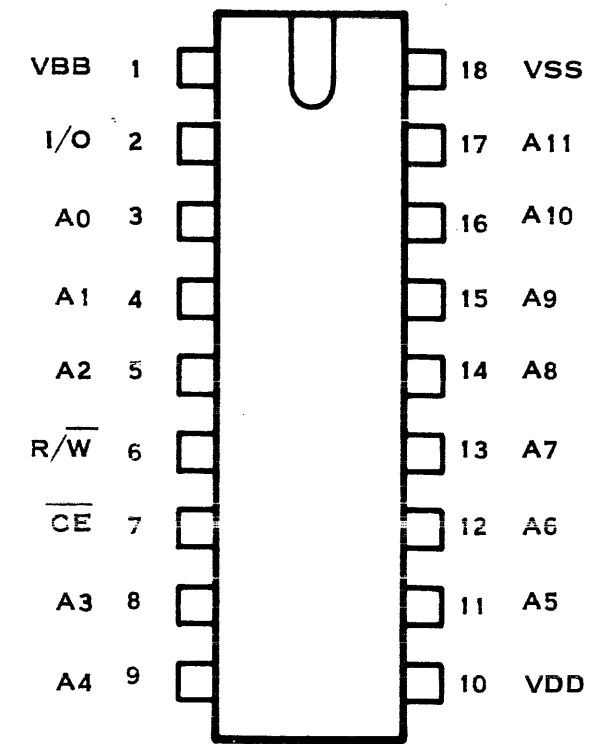 VBB 1 18 VSS
I/O 2 17 A11
A0 3 16 A10
A1 4 15 A9
A2 5 14 A8
R/W̅ 6 13 A7
C̅E̅ 7 12 A6
A3 8 11 A5
A4 9 10 VDD